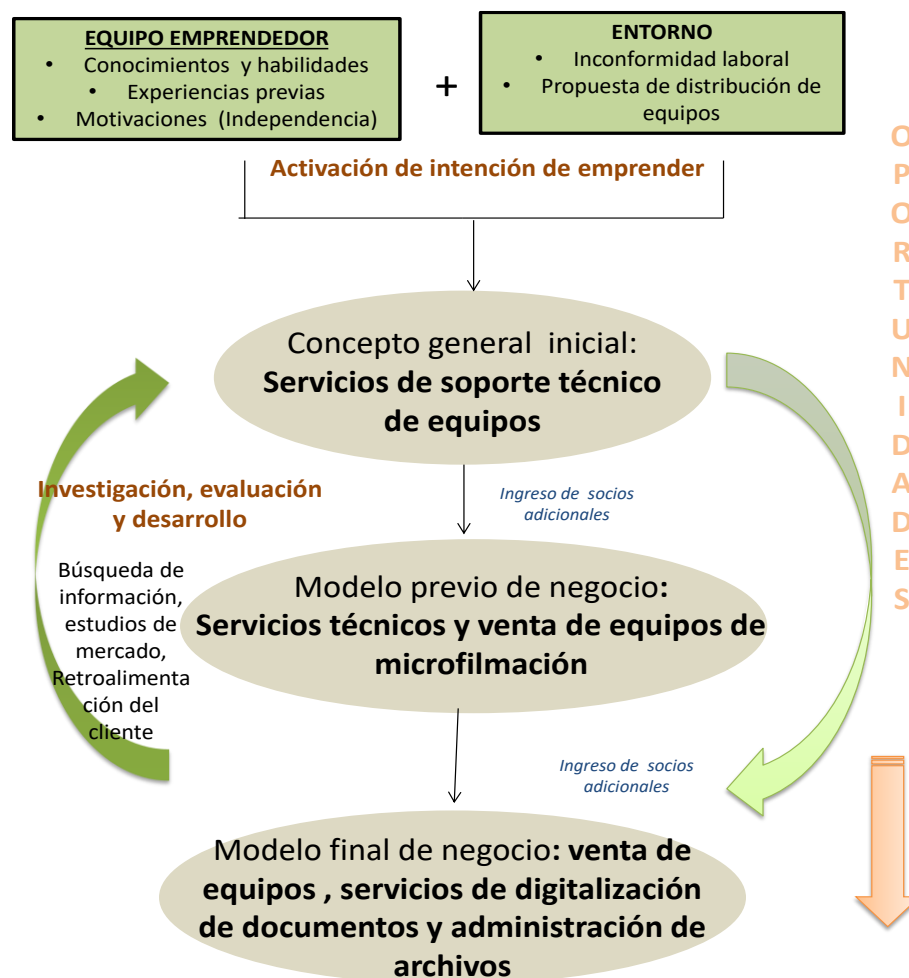 EQUIPO EMPRENDEDOR
• Conocimientos y habilidades
• Experiencias previas
• Motivaciones (Independencia)
+
ENTORNO
• Inconformidad laboral
• Propuesta de distribución de
equipos
Activación de intención de emprender
Concepto general inicial:
Servicios de soporte técnico
de equipos
Ingreso de socios
adicionales
Investigación, evaluación
y desarrollo
Búsqueda de
información,
estudios de
mercado,
Retroalimenta
ción del
cliente
Modelo previo de negocio:
Servicios técnicos y venta de equipos de
microfilmación
Ingreso de socios
adicionales
Modelo final de negocio: venta de
equipos , servicios de digitalización
de documentos y administración de
archivos
O
P
O
R
T
U
N
I
D
A
D
E
S